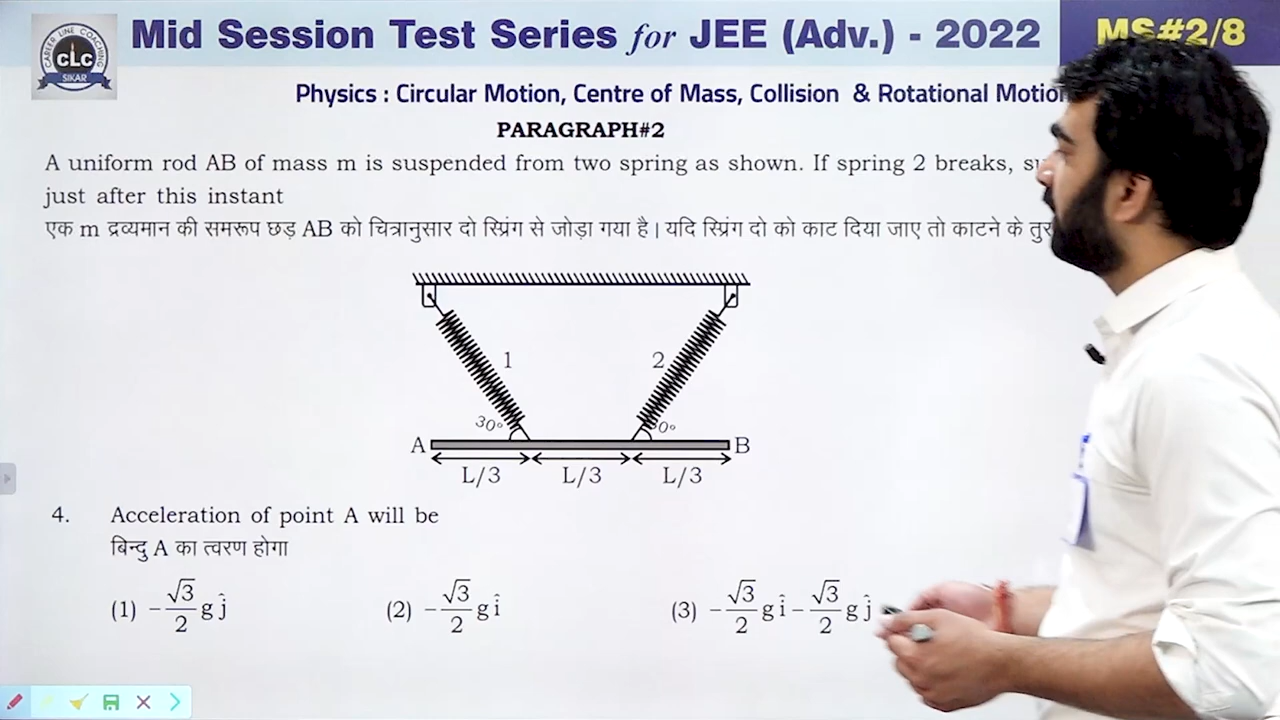 CAREER LINE COACHING
CLC
SIKAR
Mid Session Test Series for JEE (Adv.) - 2022
MS#2/8
Physics : Circular Motion, Centre of Mass, Collision & Rotational Motion
PARAGRAPH#2
A uniform rod AB of mass m is suspended from two spring as shown. If spring 2 breaks,
just after this instant
एक m द्रव्यमान की समरूप छड़ AB को चित्रानुसार दो स्प्रिंग से जोड़ा गया है। यदि स्प्रिंग दो को काट दिया जाए तो काटने के
1 2
30° 0°
A B
L/3 L/3 L/3
4. Acceleration of point A will be
बिन्दु A का त्वरण होगा
(1) −√3/2 g ĵ (2) −√3/2 g î (3) −√3/2 g î − √3/2 g ĵ